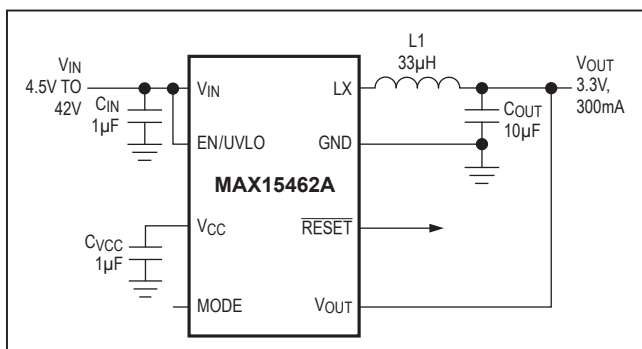 VIN
4.5V TO
42V
CIN
1µF
VIN
EN/UVLO
MAX15462A
VCC
CVCC
1µF
MODE
LX
GND
RESET
VOUT
L1
33µH
COUT
10µF
VOUT
3.3V,
300mA